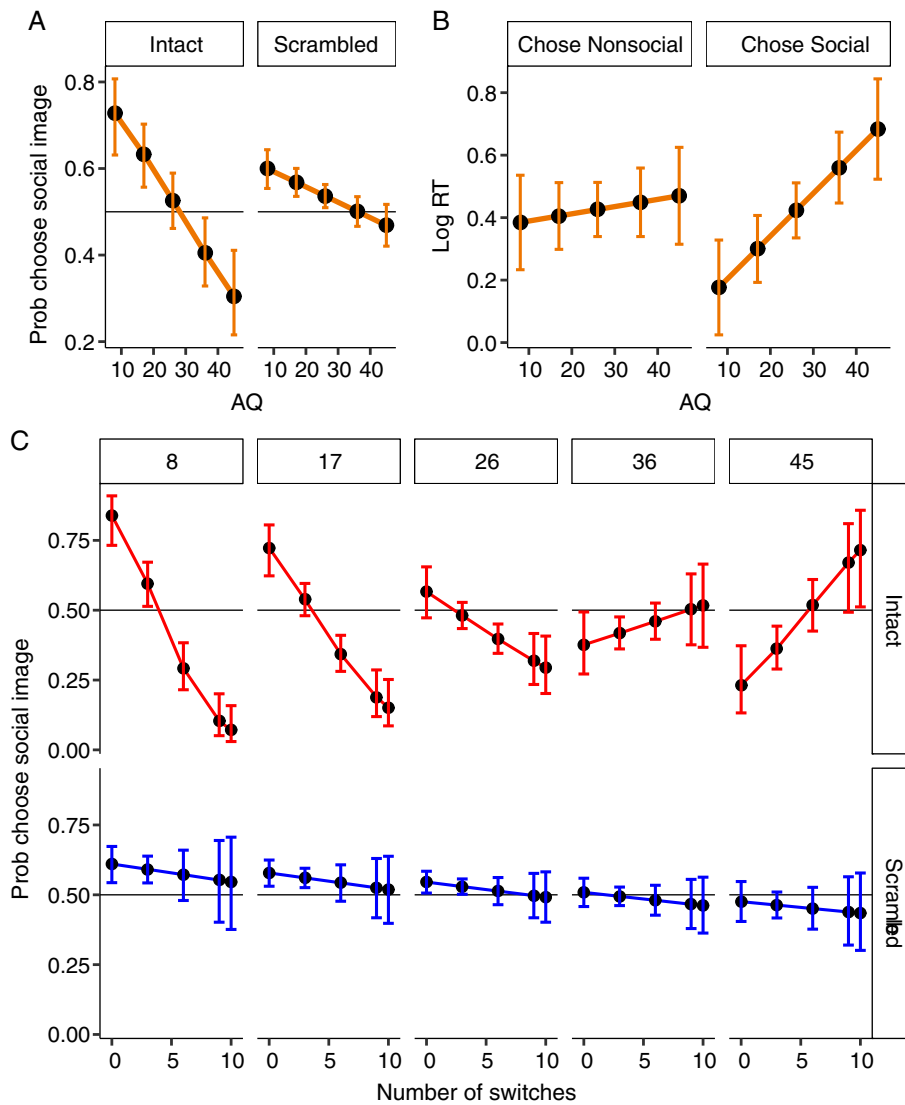 A
B
Intact
Scrambled
Chose Nonsocial
Chose Social
Prob choose social image
0.8
0.6
0.4
0.2
10 20 30 40
10 20 30 40
AQ
Log RT
0.8
0.6
0.4
0.2
0.0
10 20 30 40
10 20 30 40
AQ
C
8
17
26
36
45
Prob choose social image
0.75
0.50
0.25
0.00
Intact
0.75
0.50
0.25
0.00
Scrambled
0 5 10
0 5 10
0 5 10
0 5 10
0 5 10
Number of switches